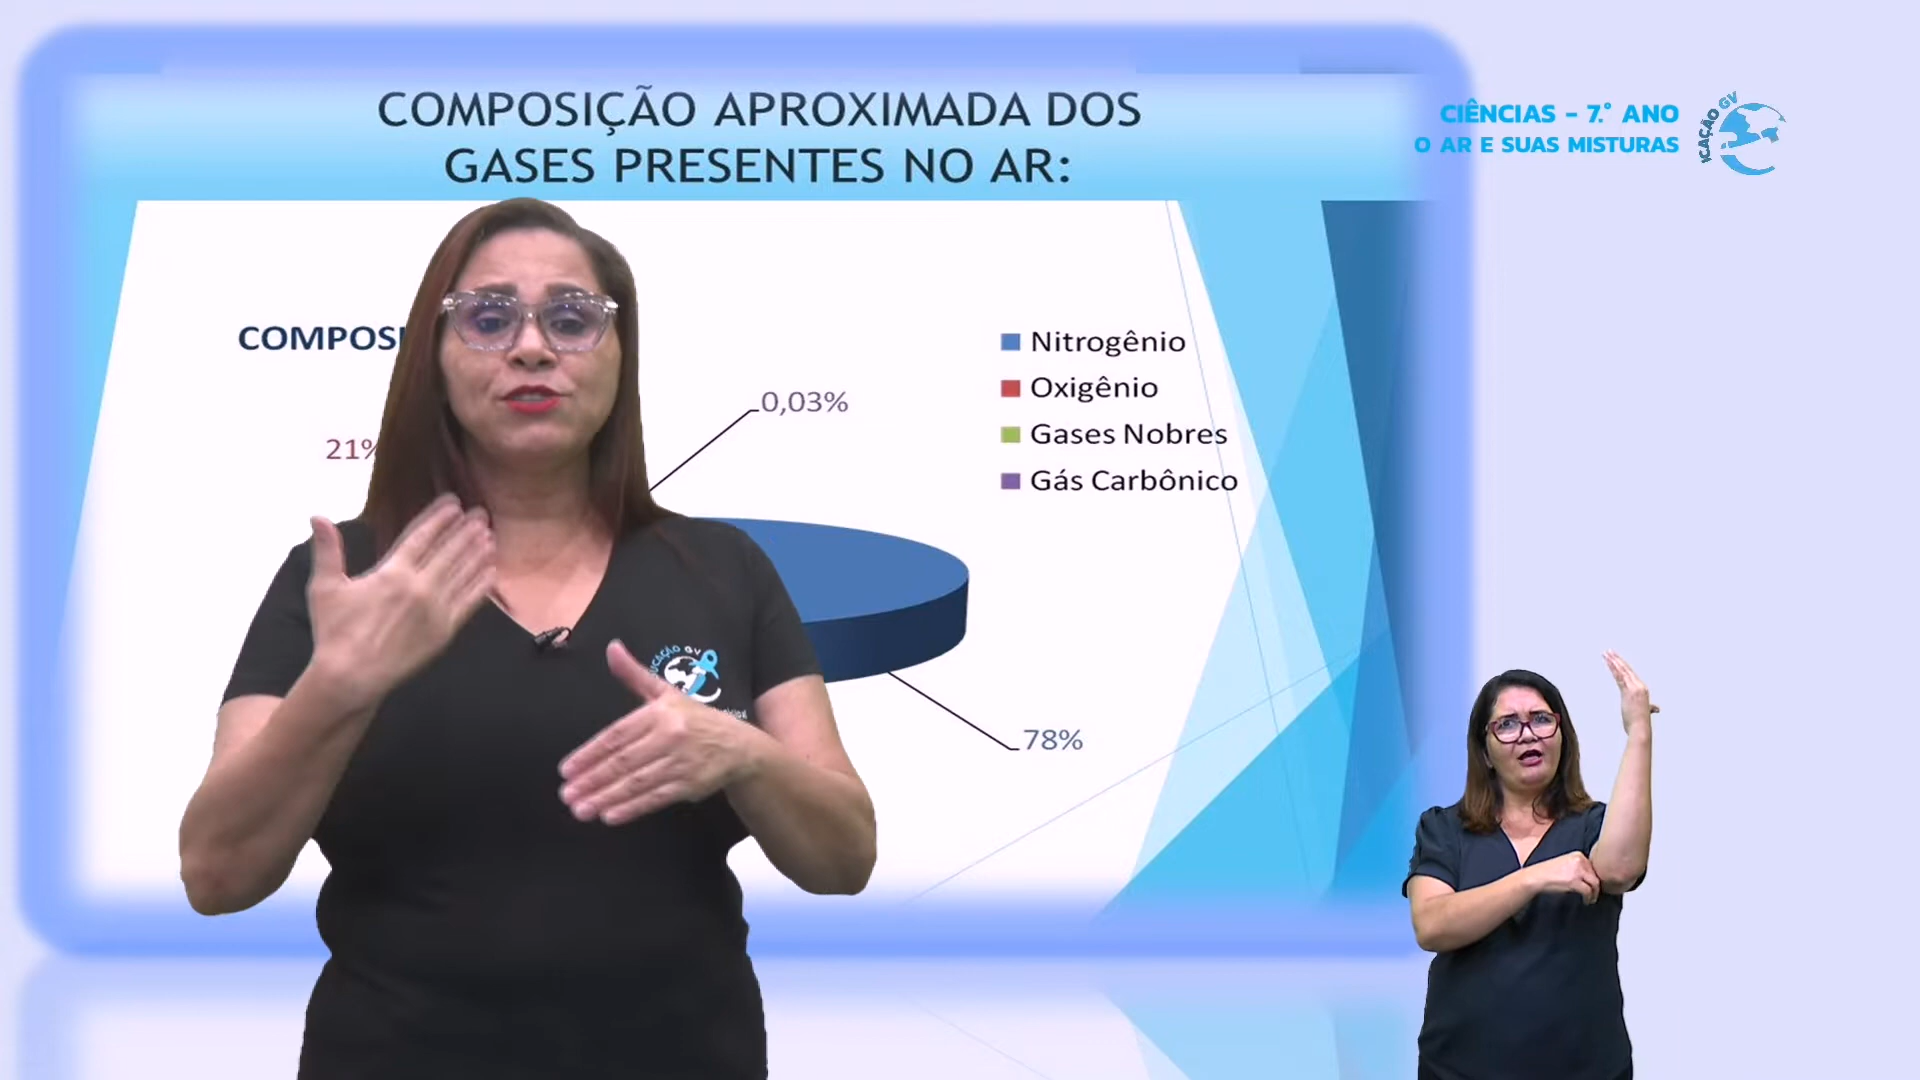 COMPOSIÇÃO APROXIMADA DOS
GASES PRESENTES NO AR:
CIÊNCIAS - 7.° ANO
O AR E SUAS MISTURAS
Nitrogênio
Oxigênio
Gases Nobres
Gás Carbônico
0,03%
21%
78%